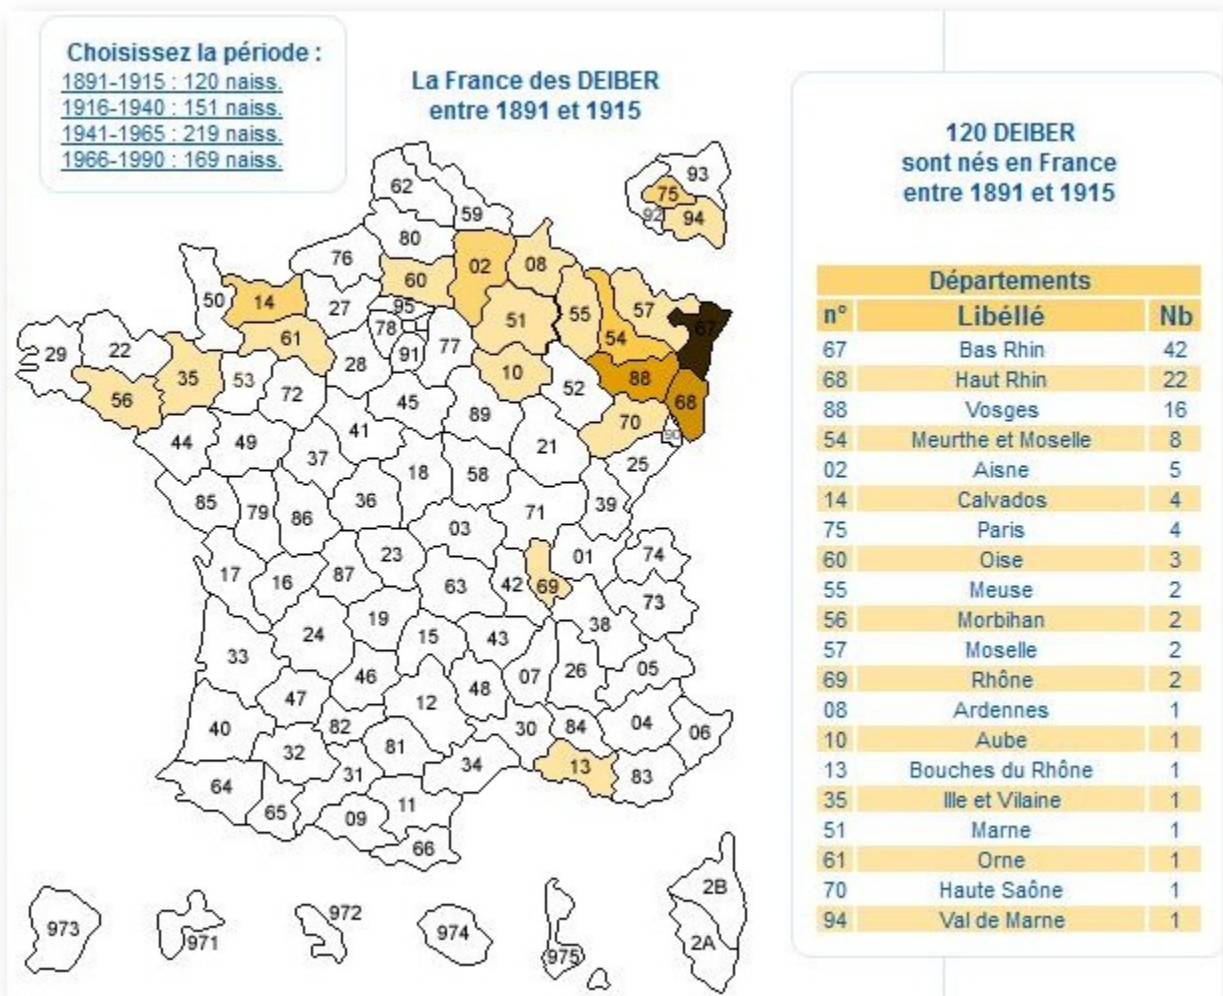 Choisissez la période :
1891-1915 : 120 naiss.
1916-1940 : 151 naiss.
1941-1965 : 219 naiss.
1966-1990 : 169 naiss.
La France des DEIBER
entre 1891 et 1915
62
59
80
76
02
08
60
50
14
27
95
51
55
57
54
67
78
61
77
29
22
91
35
53
28
10
88
52
56
72
68
45
89
70
90
44
49
41
21
37
18
58
25
85
79
86
36
71
39
03
23
01
74
17
16
87
63
42
69
73
24
19
15
43
38
33
46
07
26
05
47
12
48
40
82
30
84
04
06
32
81
13
64
31
34
83
65
09
11
66
2B
2A
973
971
972
974
975
93
75
92
94
120 DEIBER
sont nés en France
entre 1891 et 1915
Départements
n° Libéllé Nb
67 Bas Rhin 42
68 Haut Rhin 22
88 Vosges 16
54 Meurthe et Moselle 8
02 Aisne 5
14 Calvados 4
75 Paris 4
60 Oise 3
55 Meuse 2
56 Morbihan 2
57 Moselle 2
69 Rhône 2
08 Ardennes 1
10 Aube 1
13 Bouches du Rhône 1
35 Ille et Vilaine 1
51 Marne 1
61 Orne 1
70 Haute Saône 1
94 Val de Marne 1